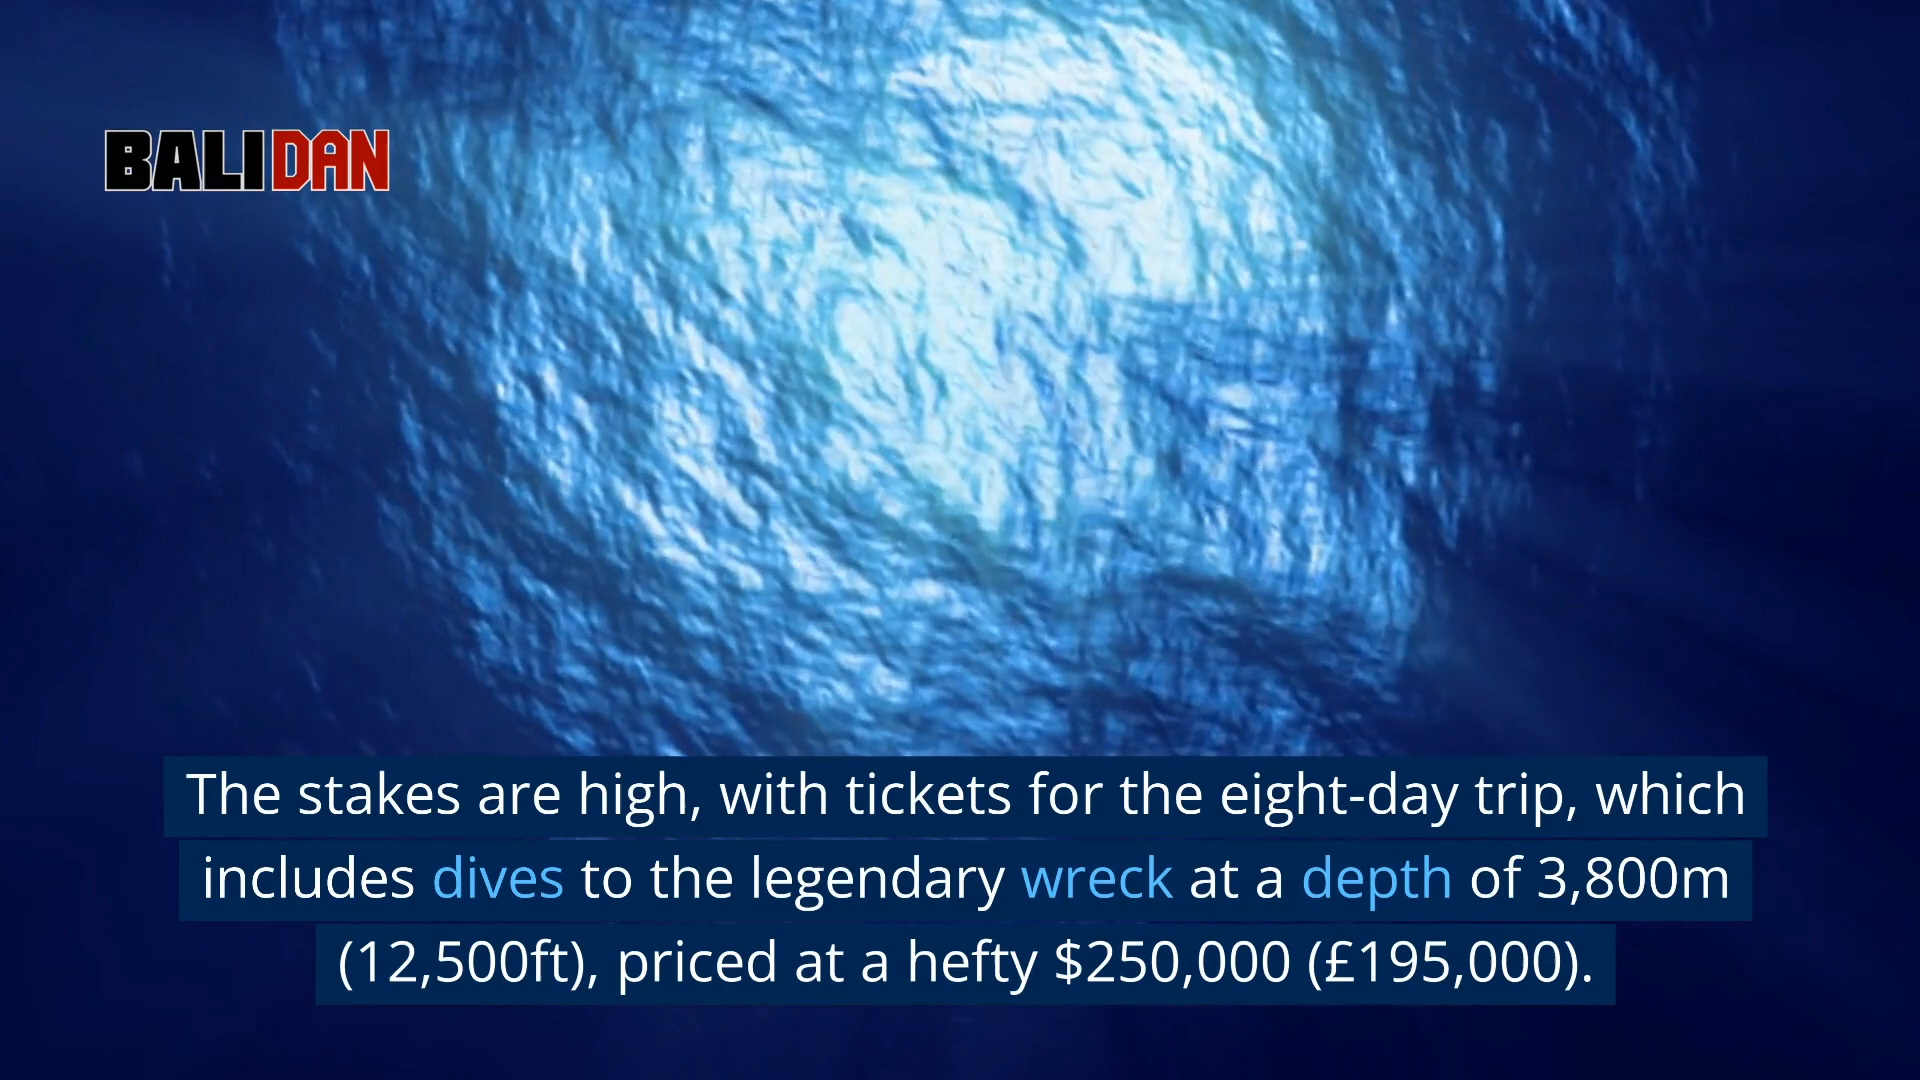 BALIDAN
The stakes are high, with tickets for the eight-day trip, which
includes dives to the legendary wreck at a depth of 3,800m
(12,500ft), priced at a hefty $250,000 (£195,000).